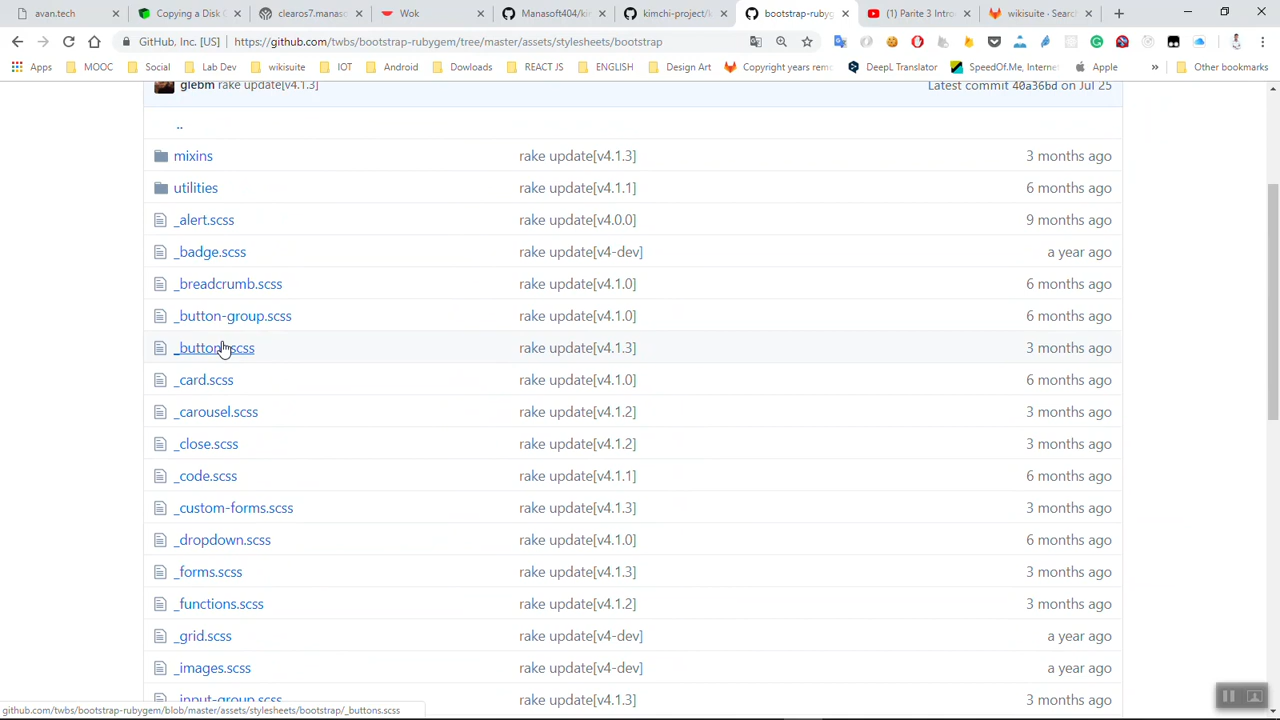 avan.tech
Copying a Disk
clearos7.manaso
Wok
Manasoft404/kir
kimchi-project/k
bootstrap-rubyg
(1) Parite 3 Intro
wikisuite · Searc
GitHub, Inc. [US] https://github.com/twbs/bootstrap-rubygem/tree/master/assets/stylesheets/bootstrap
Apps MOOC Social Lab Dev wikisuite IOT Android Dowloads REACT JS ENGLISH Design Art Copyright years rem DeepL Translator SpeedOf.Me, Internet Apple » Other bookmarks
glebm rake update[v4.1.3] Latest commit 40a36bd on Jul 25
..
mixins rake update[v4.1.3] 3 months ago
utilities rake update[v4.1.1] 6 months ago
_alert.scss rake update[v4.0.0] 9 months ago
_badge.scss rake update[v4-dev] a year ago
_breadcrumb.scss rake update[v4.1.0] 6 months ago
_button-group.scss rake update[v4.1.0] 6 months ago
_buttons.scss rake update[v4.1.3] 3 months ago
_card.scss rake update[v4.1.0] 6 months ago
_carousel.scss rake update[v4.1.2] 3 months ago
_close.scss rake update[v4.1.2] 3 months ago
_code.scss rake update[v4.1.1] 6 months ago
_custom-forms.scss rake update[v4.1.3] 3 months ago
_dropdown.scss rake update[v4.1.0] 6 months ago
_forms.scss rake update[v4.1.3] 3 months ago
_functions.scss rake update[v4.1.2] 3 months ago
_grid.scss rake update[v4-dev] a year ago
_images.scss rake update[v4-dev] a year ago
_input-group.scss rake update[v4.1.3] 3 months ago
github.com/twbs/bootstrap-rubygem/blob/master/assets/stylesheets/bootstrap/_buttons.scss